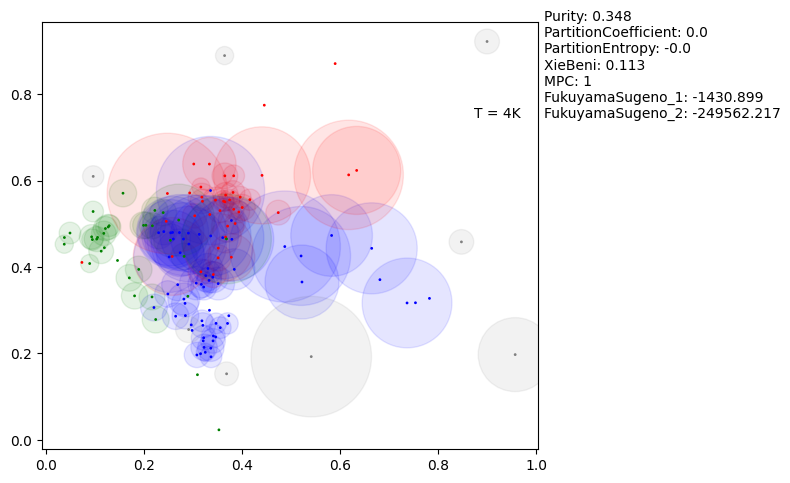 Purity: 0.348
PartitionCoefficient: 0.0
PartitionEntropy: -0.0
XieBeni: 0.113
MPC: 1
FukuyamaSugeno_1: -1430.899
FukuyamaSugeno_2: -249562.217
T = 4K
0.8
0.6
0.4
0.2
0.0
0.0 0.2 0.4 0.6 0.8 1.0